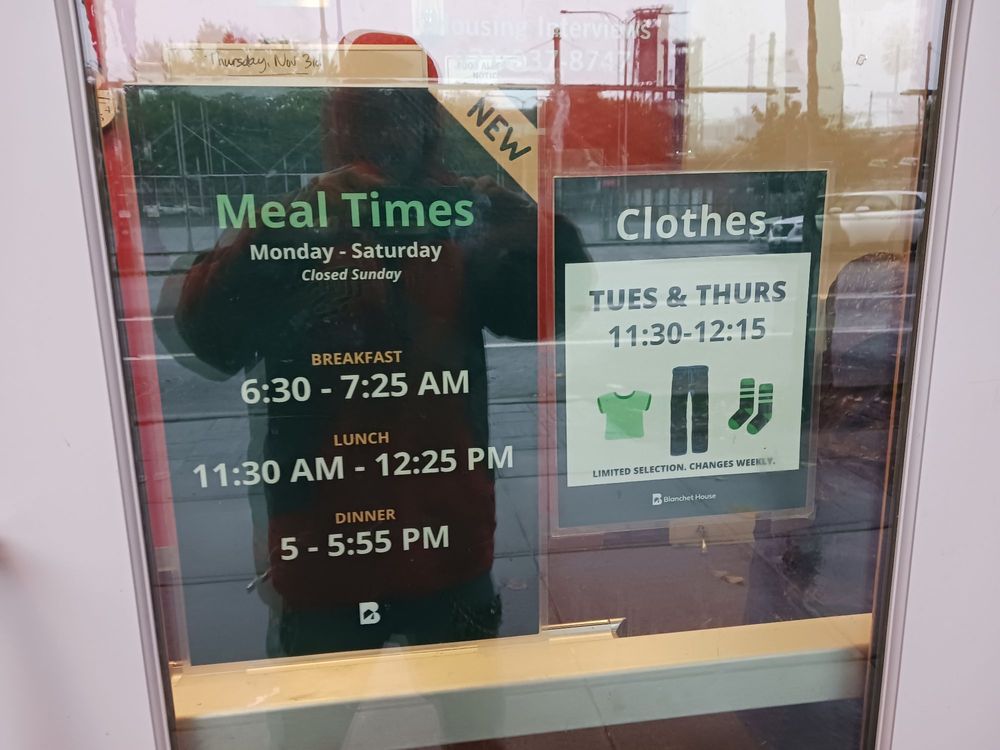 Housing Interviews
Thursday, Nov 3rd
NOTICE
NEW
Meal Times
Monday - Saturday
Closed Sunday
BREAKFAST
6:30 - 7:25 AM
LUNCH
11:30 AM - 12:25 PM
DINNER
5 - 5:55 PM
B
Clothes
TUES & THURS
11:30-12:15
LIMITED SELECTION. CHANGES WEEKLY.
Blanchet House